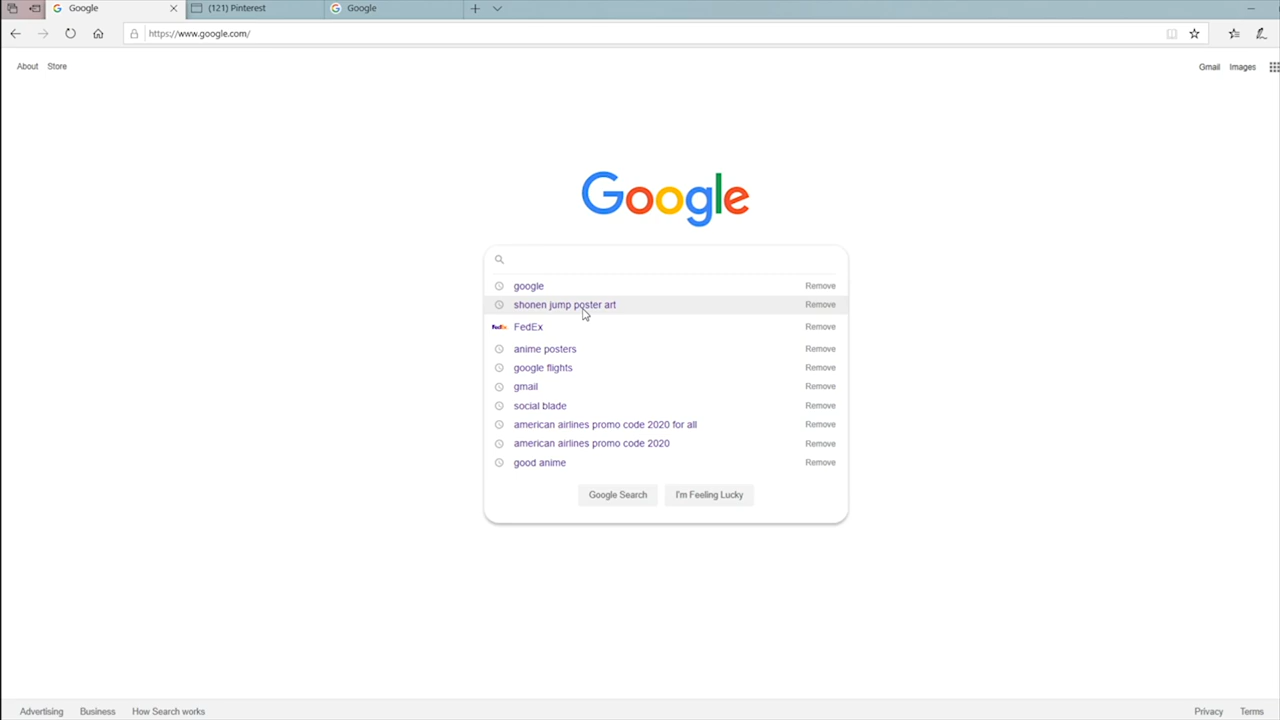 Google
(121) Pinterest
Google
https://www.google.com/
About Store
Gmail Images
Google
google Remove
shonen jump poster art Remove
FedEx FedEx Remove
anime posters Remove
google flights Remove
gmail Remove
social blade Remove
american airlines promo code 2020 for all Remove
american airlines promo code 2020 Remove
good anime Remove
Google Search I'm Feeling Lucky
Advertising Business How Search works
Privacy Terms